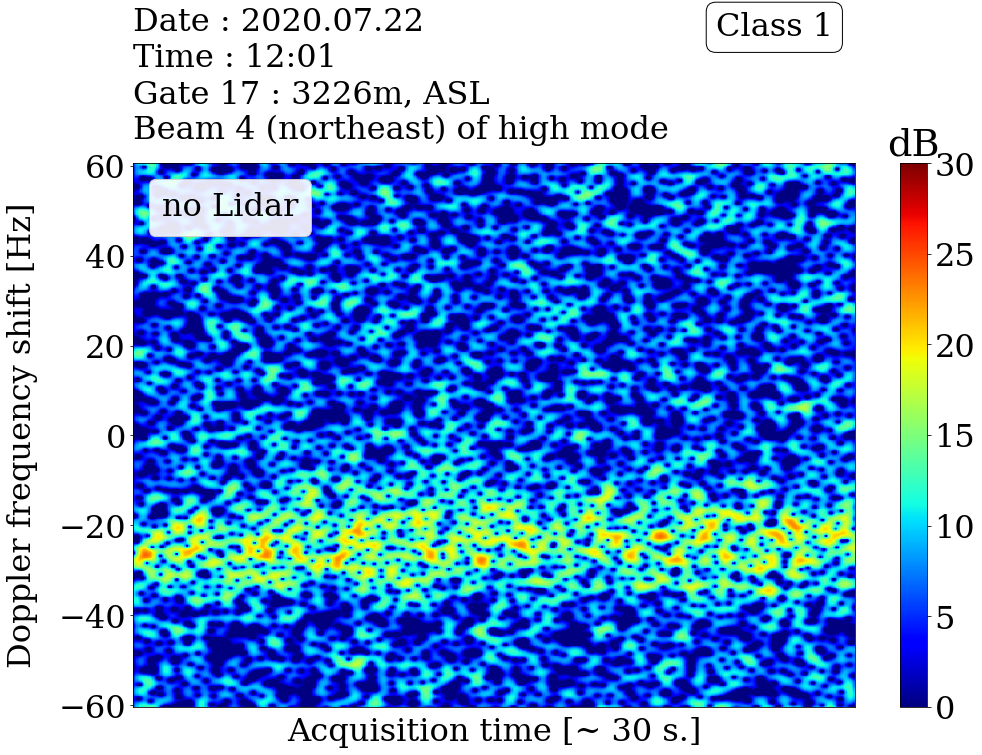 Date : 2020.07.22
Time : 12:01
Gate 17 : 3226m, ASL
Beam 4 (northeast) of high mode
Class 1
dB
no Lidar
60
40
20
0
−20
−40
−60
Doppler frequency shift [Hz]
Acquisition time [~ 30 s.]
30
25
20
15
10
5
0